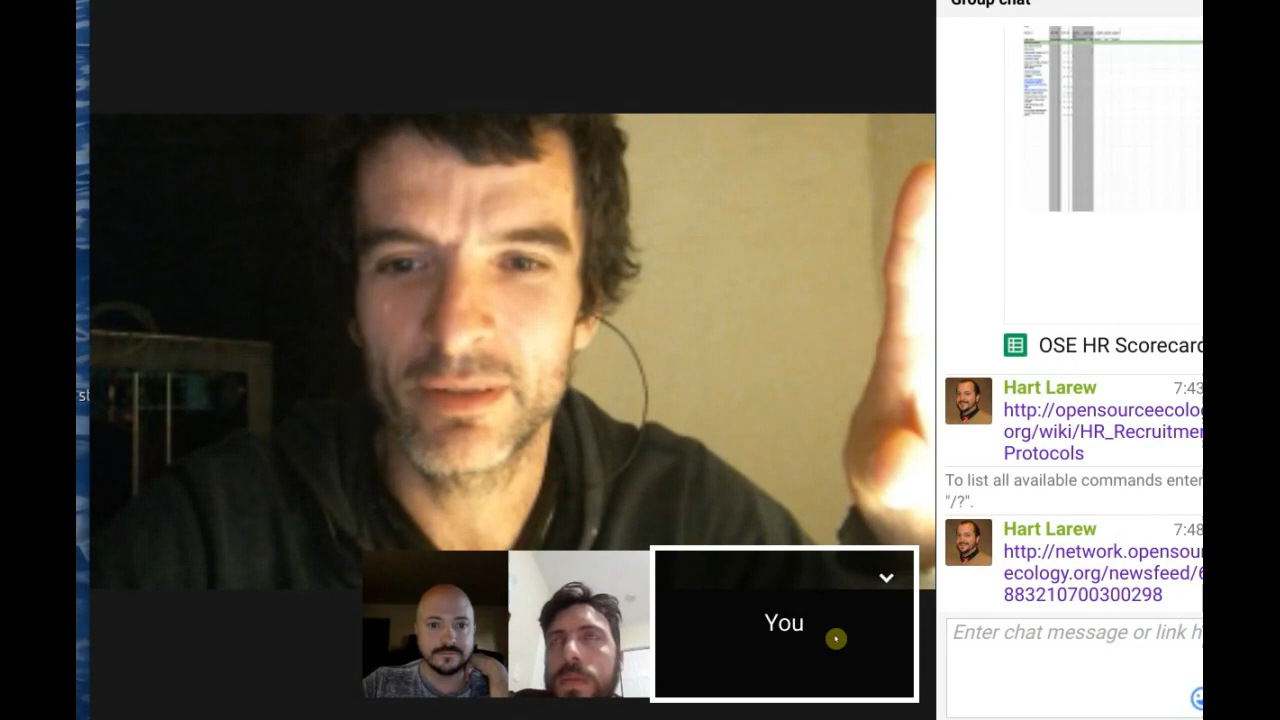 Group chat
OSE HR Scorecard
Hart Larew 7:43
http://opensourceecolo
org/wiki/HR_Recruitme
Protocols
To list all available commands enter
"/?".
Hart Larew 7:48
http://network.opensou
ecology.org/newsfeed/6
883210700300298
Enter chat message or link h
You